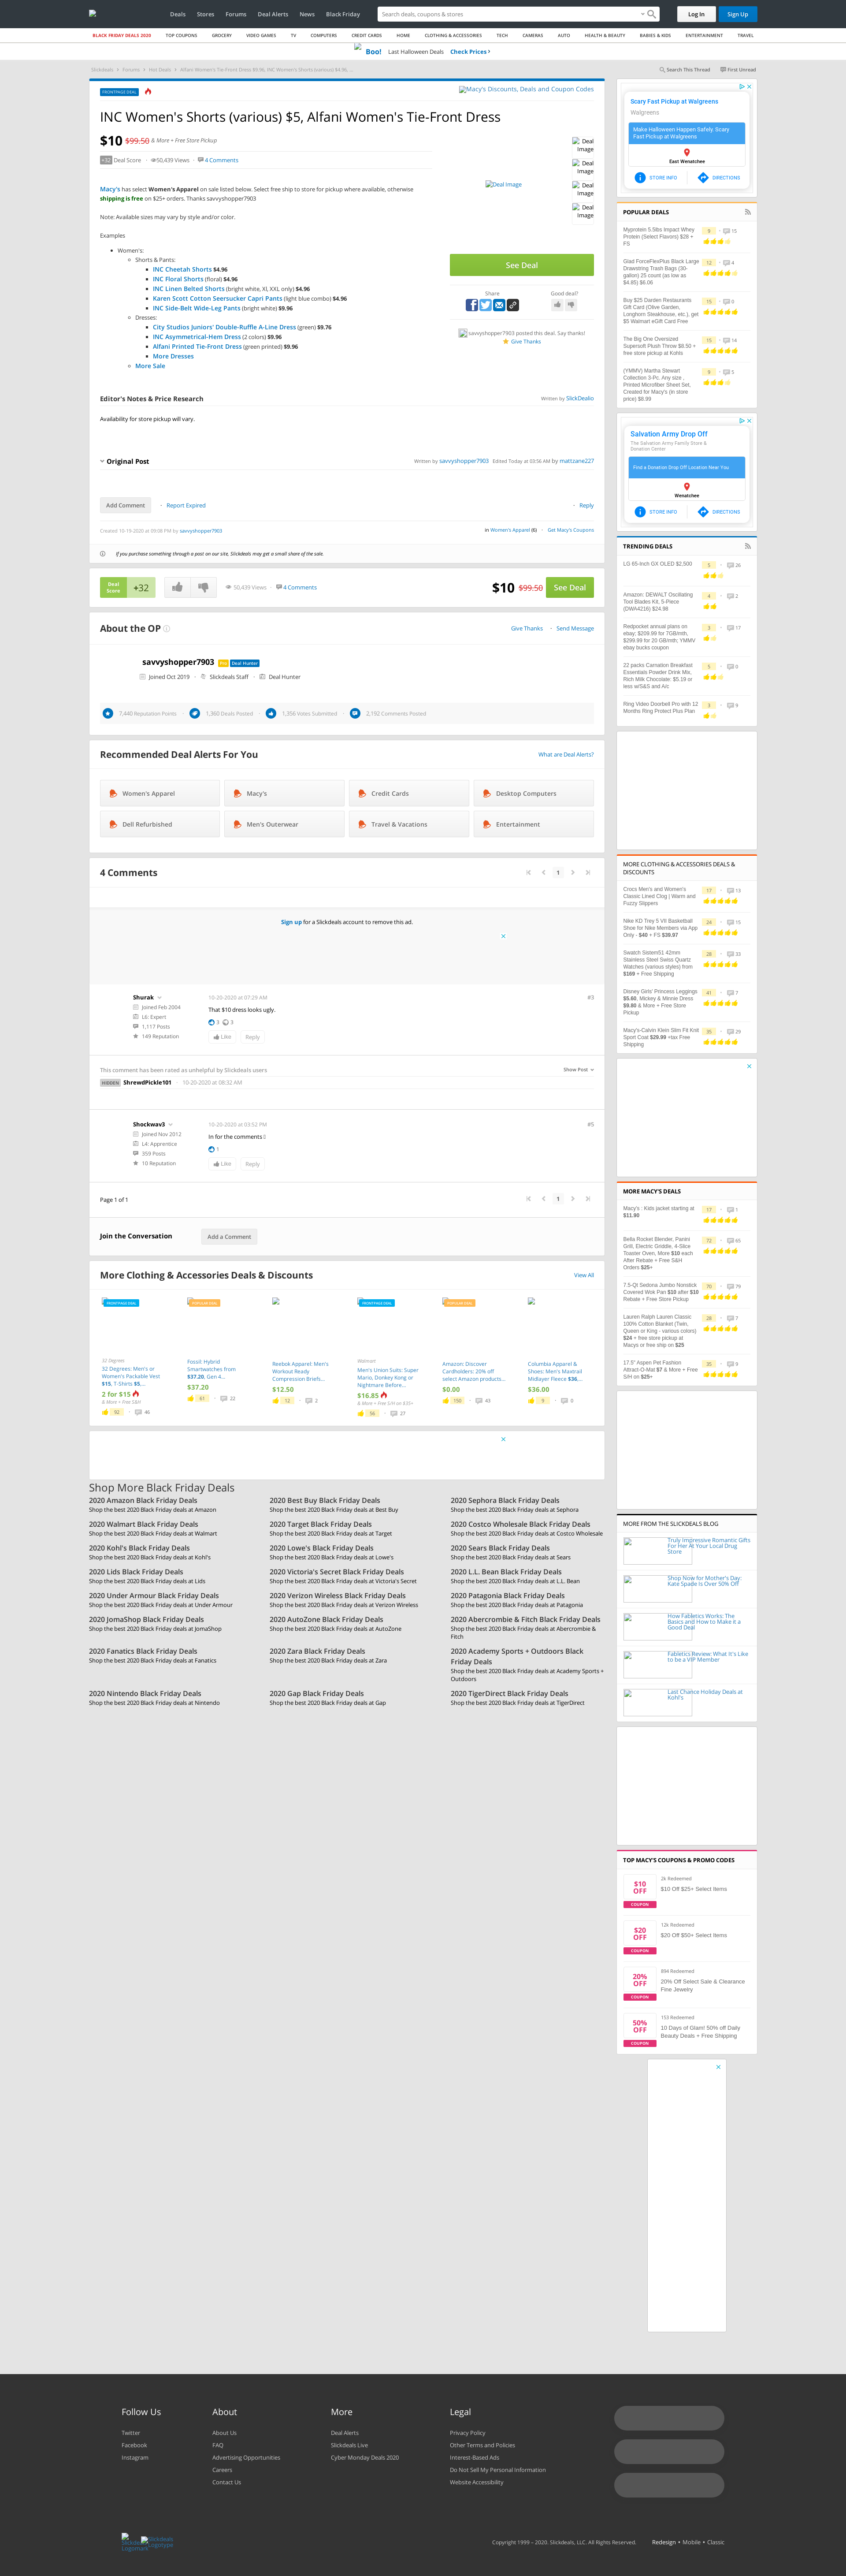 Deals Stores Forums Deal Alerts News Black Friday
Search deals, coupons & stores
Log In
Sign Up
BLACK FRIDAY DEALS 2020 TOP COUPONS GROCERY VIDEO GAMES TV COMPUTERS CREDIT CARDS HOME CLOTHING & ACCESSORIES TECH CAMERAS AUTO HEALTH & BEAUTY BABIES & KIDS ENTERTAINMENT TRAVEL
Boo! Last Halloween Deals Check Prices
Slickdeals Forums Hot Deals Alfani Women's Tie-Front Dress $9.96, INC Women's Shorts (various) $4.96, ...
Search This Thread First Unread
FRONTPAGE DEAL
Macy's Discounts, Deals and Coupon Codes
INC Women's Shorts (various) $5, Alfani Women's Tie-Front Dress
$10 $99.50 & More + Free Store Pickup
+32 Deal Score 50,439 Views 4 Comments
Macy's has select Women's Apparel on sale listed below. Select free ship to store for pickup where available, otherwise
shipping is free on $25+ orders. Thanks savvyshopper7903
Note: Available sizes may vary by style and/or color.
Examples
Women's:
Shorts & Pants:
INC Cheetah Shorts $4.96
INC Floral Shorts (floral) $4.96
INC Linen Belted Shorts (bright white, Xl, XXL only) $4.96
Karen Scott Cotton Seersucker Capri Pants (light blue combo) $4.96
INC Side-Belt Wide-Leg Pants (bright white) $9.96
Dresses:
City Studios Juniors' Double-Ruffle A-Line Dress (green) $9.76
INC Asymmetrical-Hem Dress (2 colors) $9.96
Alfani Printed Tie-Front Dress (green printed) $9.96
More Dresses
More Sale
Deal Image
Deal
Image
Deal
Image
Deal
Image
Deal
Image
See Deal
Share Good deal?
savvyshopper7903 posted this deal. Say thanks!
Give Thanks
Editor's Notes & Price Research
Written by SlickDealio
Availability for store pickup will vary.
Original Post
Written by savvyshopper7903 Edited Today at 03:56 AM by mattzane227
Add Comment Report Expired Reply
Created 10-19-2020 at 09:08 PM by savvyshopper7903
in Women's Apparel (6) Get Macy's Coupons
If you purchase something through a post on our site, Slickdeals may get a small share of the sale.
Deal
Score
+32
50,439 Views 4 Comments
$10 $99.50 See Deal
About the OP
Give Thanks Send Message
savvyshopper7903 Pro Deal Hunter
Joined Oct 2019 Slickdeals Staff Deal Hunter
7,440 Reputation Points 1,360 Deals Posted 1,356 Votes Submitted 2,192 Comments Posted
Recommended Deal Alerts For You
What are Deal Alerts?
Women's Apparel Macy's Credit Cards Desktop Computers
Dell Refurbished Men's Outerwear Travel & Vacations Entertainment
4 Comments
1
Sign up for a Slickdeals account to remove this ad.
Shurak
Joined Feb 2004
L6: Expert
1,117 Posts
149 Reputation
10-20-2020 at 07:29 AM
#3
That $10 dress looks ugly.
3 3
Like Reply
This comment has been rated as unhelpful by Slickdeals users
Show Post
HIDDEN ShrewdPickle101 10-20-2020 at 08:32 AM
Shockwav3
Joined Nov 2012
L4: Apprentice
359 Posts
10 Reputation
10-20-2020 at 03:52 PM
#5
In for the comments
1
Like Reply
Page 1 of 1
1
Join the Conversation
Add a Comment
More Clothing & Accessories Deals & Discounts
View All
FRONTPAGE DEAL
32 Degrees
32 Degrees: Men's or
Women's Packable Vest
$15, T-Shirts $5,...
2 for $15
& More + Free S&H
92 46
POPULAR DEAL
Fossil: Hybrid
Smartwatches from
$37.20, Gen 4...
$37.20
61 22
Reebok Apparel: Men's
Workout Ready
Compression Briefs,...
$12.50
12 2
FRONTPAGE DEAL
Walmart
Men's Union Suits: Super
Mario, Donkey Kong or
Nightmare Before...
$16.85
& More + Free S/H on $35+
56 27
POPULAR DEAL
Amazon: Discover
Cardholders: 20% off
select Amazon products...
$0.00
150 43
Columbia Apparel &
Shoes: Men's Maxtrail
Midlayer Fleece $36,...
$36.00
9 0
Shop More Black Friday Deals
2020 Amazon Black Friday Deals
Shop the best 2020 Black Friday deals at Amazon
2020 Best Buy Black Friday Deals
Shop the best 2020 Black Friday deals at Best Buy
2020 Sephora Black Friday Deals
Shop the best 2020 Black Friday deals at Sephora
2020 Walmart Black Friday Deals
Shop the best 2020 Black Friday deals at Walmart
2020 Target Black Friday Deals
Shop the best 2020 Black Friday deals at Target
2020 Costco Wholesale Black Friday Deals
Shop the best 2020 Black Friday deals at Costco Wholesale
2020 Kohl's Black Friday Deals
Shop the best 2020 Black Friday deals at Kohl's
2020 Lowe's Black Friday Deals
Shop the best 2020 Black Friday deals at Lowe's
2020 Sears Black Friday Deals
Shop the best 2020 Black Friday deals at Sears
2020 Lids Black Friday Deals
Shop the best 2020 Black Friday deals at Lids
2020 Victoria's Secret Black Friday Deals
Shop the best 2020 Black Friday deals at Victoria's Secret
2020 L.L. Bean Black Friday Deals
Shop the best 2020 Black Friday deals at L.L. Bean
2020 Under Armour Black Friday Deals
Shop the best 2020 Black Friday deals at Under Armour
2020 Verizon Wireless Black Friday Deals
Shop the best 2020 Black Friday deals at Verizon Wireless
2020 Patagonia Black Friday Deals
Shop the best 2020 Black Friday deals at Patagonia
2020 JomaShop Black Friday Deals
Shop the best 2020 Black Friday deals at JomaShop
2020 AutoZone Black Friday Deals
Shop the best 2020 Black Friday deals at AutoZone
2020 Abercrombie & Fitch Black Friday Deals
Shop the best 2020 Black Friday deals at Abercrombie &
Fitch
2020 Fanatics Black Friday Deals
Shop the best 2020 Black Friday deals at Fanatics
2020 Zara Black Friday Deals
Shop the best 2020 Black Friday deals at Zara
2020 Academy Sports + Outdoors Black
Friday Deals
Shop the best 2020 Black Friday deals at Academy Sports +
Outdoors
2020 Nintendo Black Friday Deals
Shop the best 2020 Black Friday deals at Nintendo
2020 Gap Black Friday Deals
Shop the best 2020 Black Friday deals at Gap
2020 TigerDirect Black Friday Deals
Shop the best 2020 Black Friday deals at TigerDirect
Scary Fast Pickup at Walgreens
Walgreens
Make Halloween Happen Safely. Scary
Fast Pickup at Walgreens
East Wenatchee
STORE INFO DIRECTIONS
POPULAR DEALS
Myprotein 5.5lbs Impact Whey
Protein (Select Flavors) $28 +
FS
9 15
Glad ForceFlexPlus Black Large
Drawstring Trash Bags (30-
gallon) 25 count (as low as
$4.85) $6.06
12 4
Buy $25 Darden Restaurants
Gift Card (Olive Garden,
Longhorn Steakhouse, etc.), get
$5 Walmart eGift Card Free
15 0
The Big One Oversized
Supersoft Plush Throw $8.50 +
free store pickup at Kohls
15 14
(YMMV) Martha Stewart
Collection 3-Pc. Any size ,
Printed Microfiber Sheet Set,
Created for Macy's (in store
price) $8.99
9 5
Salvation Army Drop Off
The Salvation Army Family Store &
Donation Center
Find a Donation Drop Off Location Near You
Wenatchee
STORE INFO DIRECTIONS
TRENDING DEALS
LG 65-inch GX OLED $2,500
5 26
Amazon: DEWALT Oscillating
Tool Blades Kit, 5-Piece
(DWA4216) $24.98
4 2
Redpocket annual plans on
ebay; $209.99 for 7GB/mth,
$299.99 for 20 GB/mth; YMMV
ebay bucks coupon
3 17
22 packs Carnation Breakfast
Essentials Powder Drink Mix,
Rich Milk Chocolate: $5.19 or
less w/S&S and A/c
5 0
Ring Video Doorbell Pro with 12
Months Ring Protect Plus Plan
3 9
MORE CLOTHING & ACCESSORIES DEALS &
DISCOUNTS
Crocs Men's and Women's
Classic Lined Clog | Warm and
Fuzzy Slippers
17 13
Nike KD Trey 5 VII Basketball
Shoe for Nike Members via App
Only - $40 + FS $39.97
24 15
Swatch Sistem51 42mm
Stainless Steel Swiss Quartz
Watches (various styles) from
$169 + Free Shipping
28 33
Disney Girls' Princess Leggings
$5.60, Mickey & Minnie Dress
$9.80 & More + Free Store
Pickup
41 7
Macy's-Calvin Klein Slim Fit Knit
Sport Coat $29.99 +tax Free
Shipping
35 29
MORE MACY'S DEALS
Macy's : Kids jacket starting at
$11.90
17 1
Bella Rocket Blender, Panini
Grill, Electric Griddle, 4-Slice
Toaster Oven, More $10 each
After Rebate + Free S&H
Orders $25+
72 65
7.5-Qt Sedona Jumbo Nonstick
Covered Wok Pan $10 after $10
Rebate + Free Store Pickup
70 79
Lauren Ralph Lauren Classic
100% Cotton Blanket (Twin,
Queen or King - various colors)
$24 + free store pickup at
Macys or free ship on $25
28 7
17.5" Aspen Pet Fashion
Attract-O-Mat $7 & More + Free
S/H on $25+
35 9
MORE FROM THE SLICKDEALS BLOG
Truly Impressive Romantic Gifts
For Her At Your Local Drug
Store
Shop Now for Mother's Day:
Kate Spade Is Over 50% Off
How Fabletics Works: The
Basics and How to Make it a
Good Deal
Fabletics Review: What It's Like
to be a VIP Member
Last Chance Holiday Deals at
Kohl's
TOP MACY'S COUPONS & PROMO CODES
$10
OFF
COUPON
2k Redeemed
$10 Off $25+ Select Items
$20
OFF
COUPON
12k Redeemed
$20 Off $50+ Select Items
20%
OFF
COUPON
894 Redeemed
20% Off Select Sale & Clearance
Fine Jewelry
50%
OFF
COUPON
153 Redeemed
10 Days of Glam! 50% off Daily
Beauty Deals + Free Shipping
Follow Us
Twitter
Facebook
Instagram
About
About Us
FAQ
Advertising Opportunities
Careers
Contact Us
More
Deal Alerts
Slickdeals Live
Cyber Monday Deals 2020
Legal
Privacy Policy
Other Terms and Policies
Interest-Based Ads
Do Not Sell My Personal Information
Website Accessibility
Copyright 1999 – 2020. Slickdeals, LLC. All Rights Reserved. Redesign • Mobile • Classic